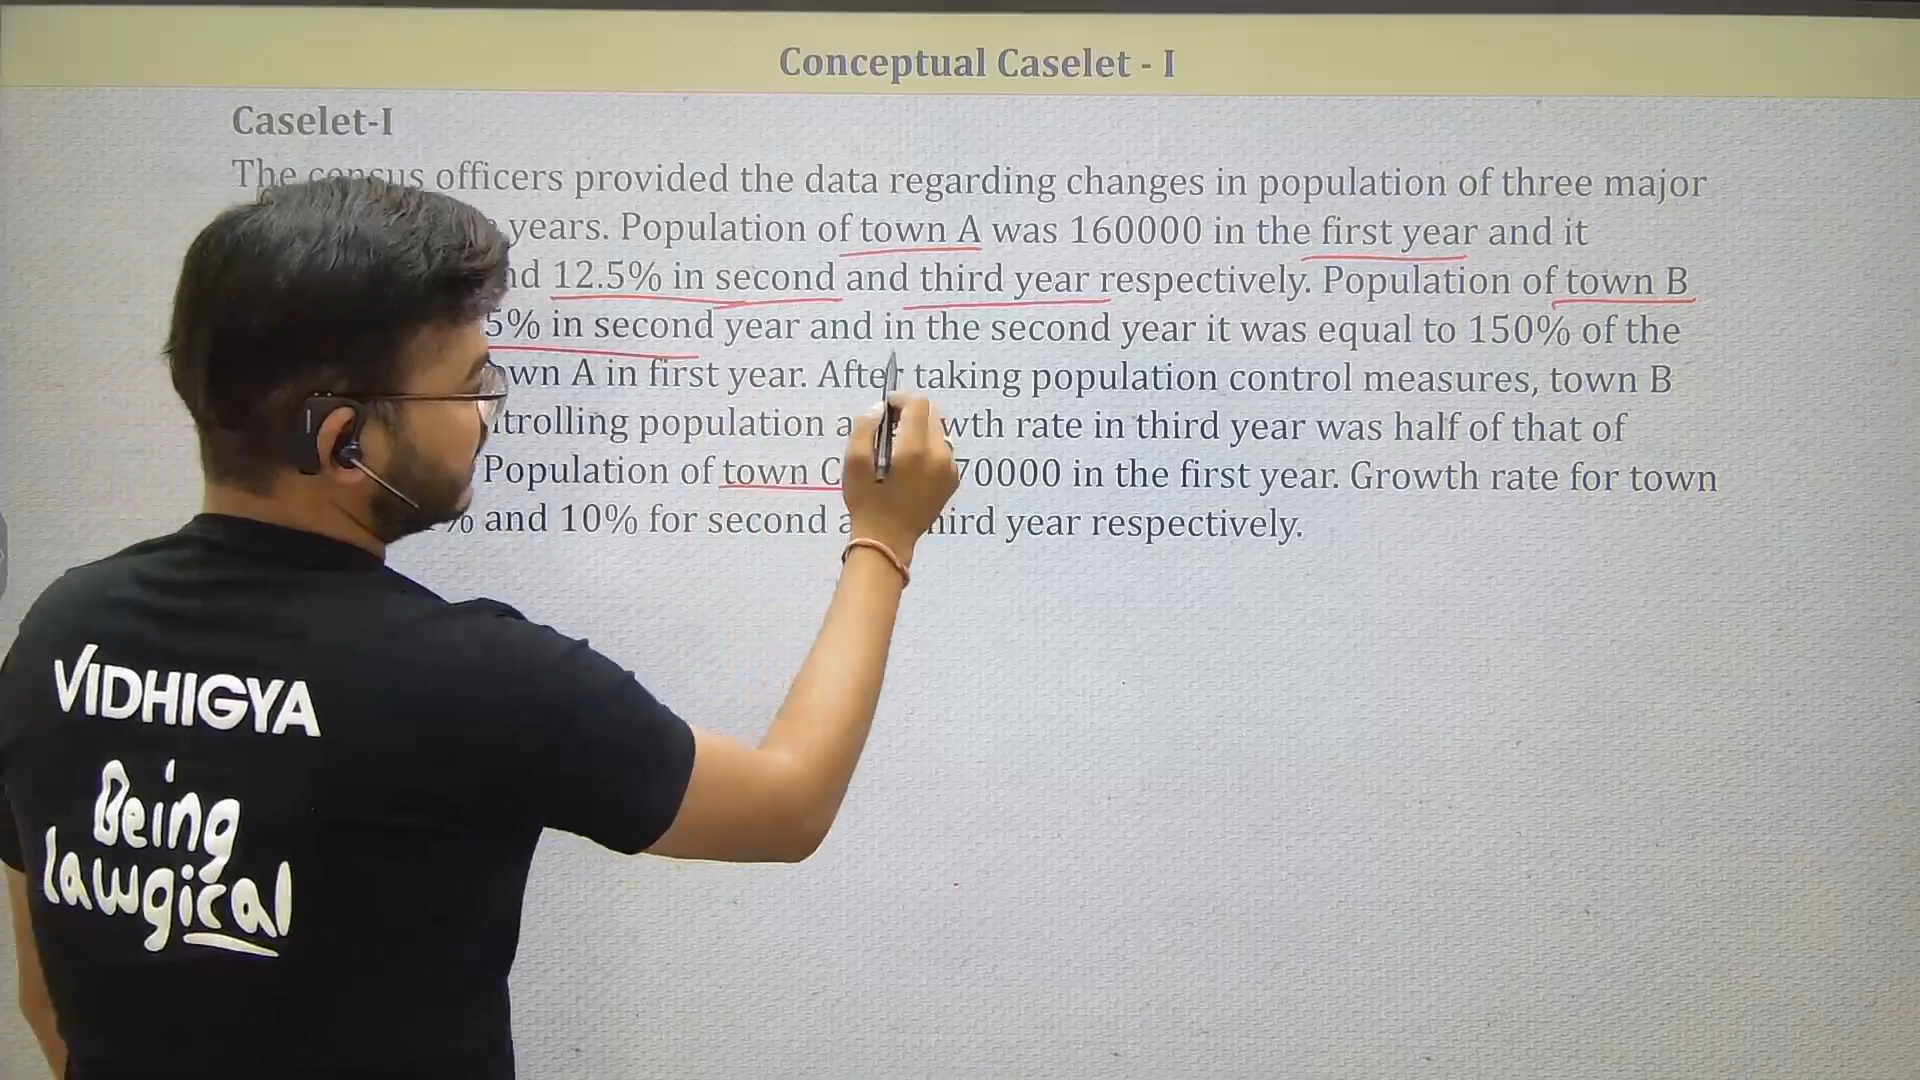 Conceptual Caselet - I
Caselet-I
The census officers provided the data regarding changes in population of three major
years. Population of town A was 160000 in the first year and it
12.5% in second and third year respectively. Population of town B
5% in second year and in the second year it was equal to 150% of the
A in first year. After taking population control measures, town B
population rate in third year was half of that of
Population of town C 70000 in the first year. Growth rate for town
% and 10% for second year respectively.
VIDHIGYA
Being
lawgical